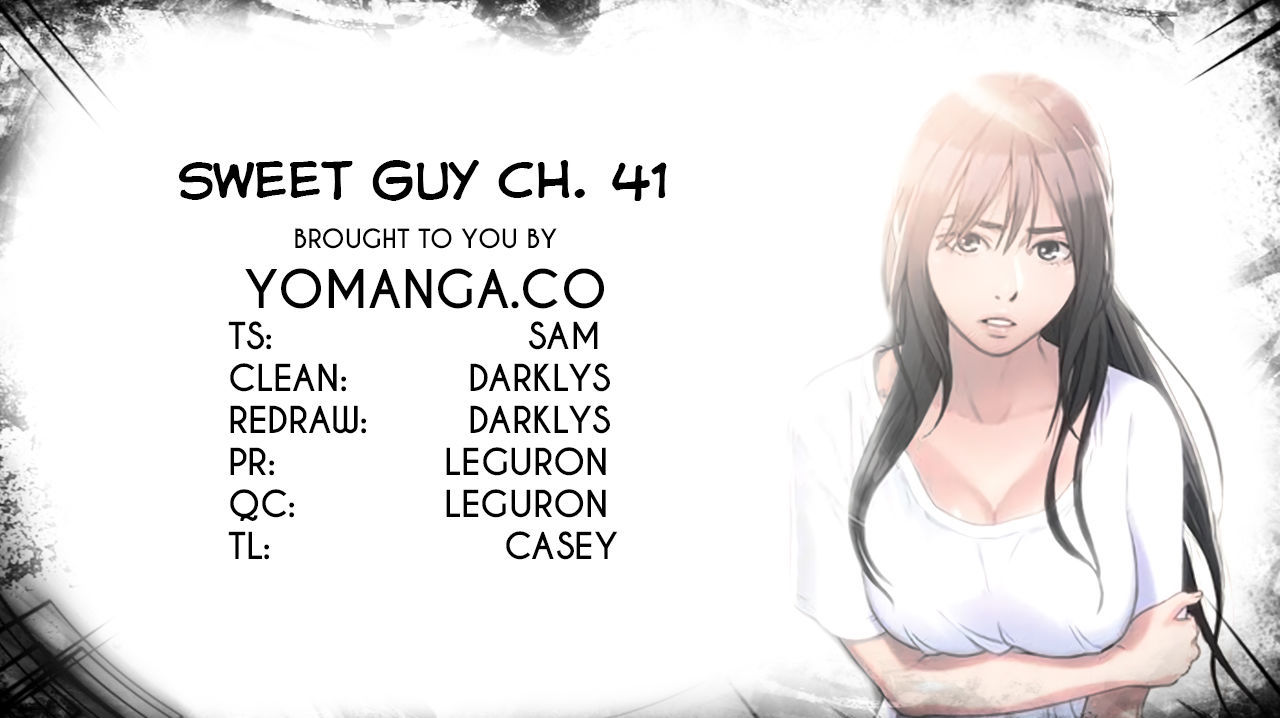 SWEET GUY CH. 41
BROUGHT TO YOU BY
YOMANGA.CO
TS: SAM
CLEAN: DARKLYS
REDRAW: DARKLYS
PR: LEGURON
QC: LEGURON
TL: CASEY